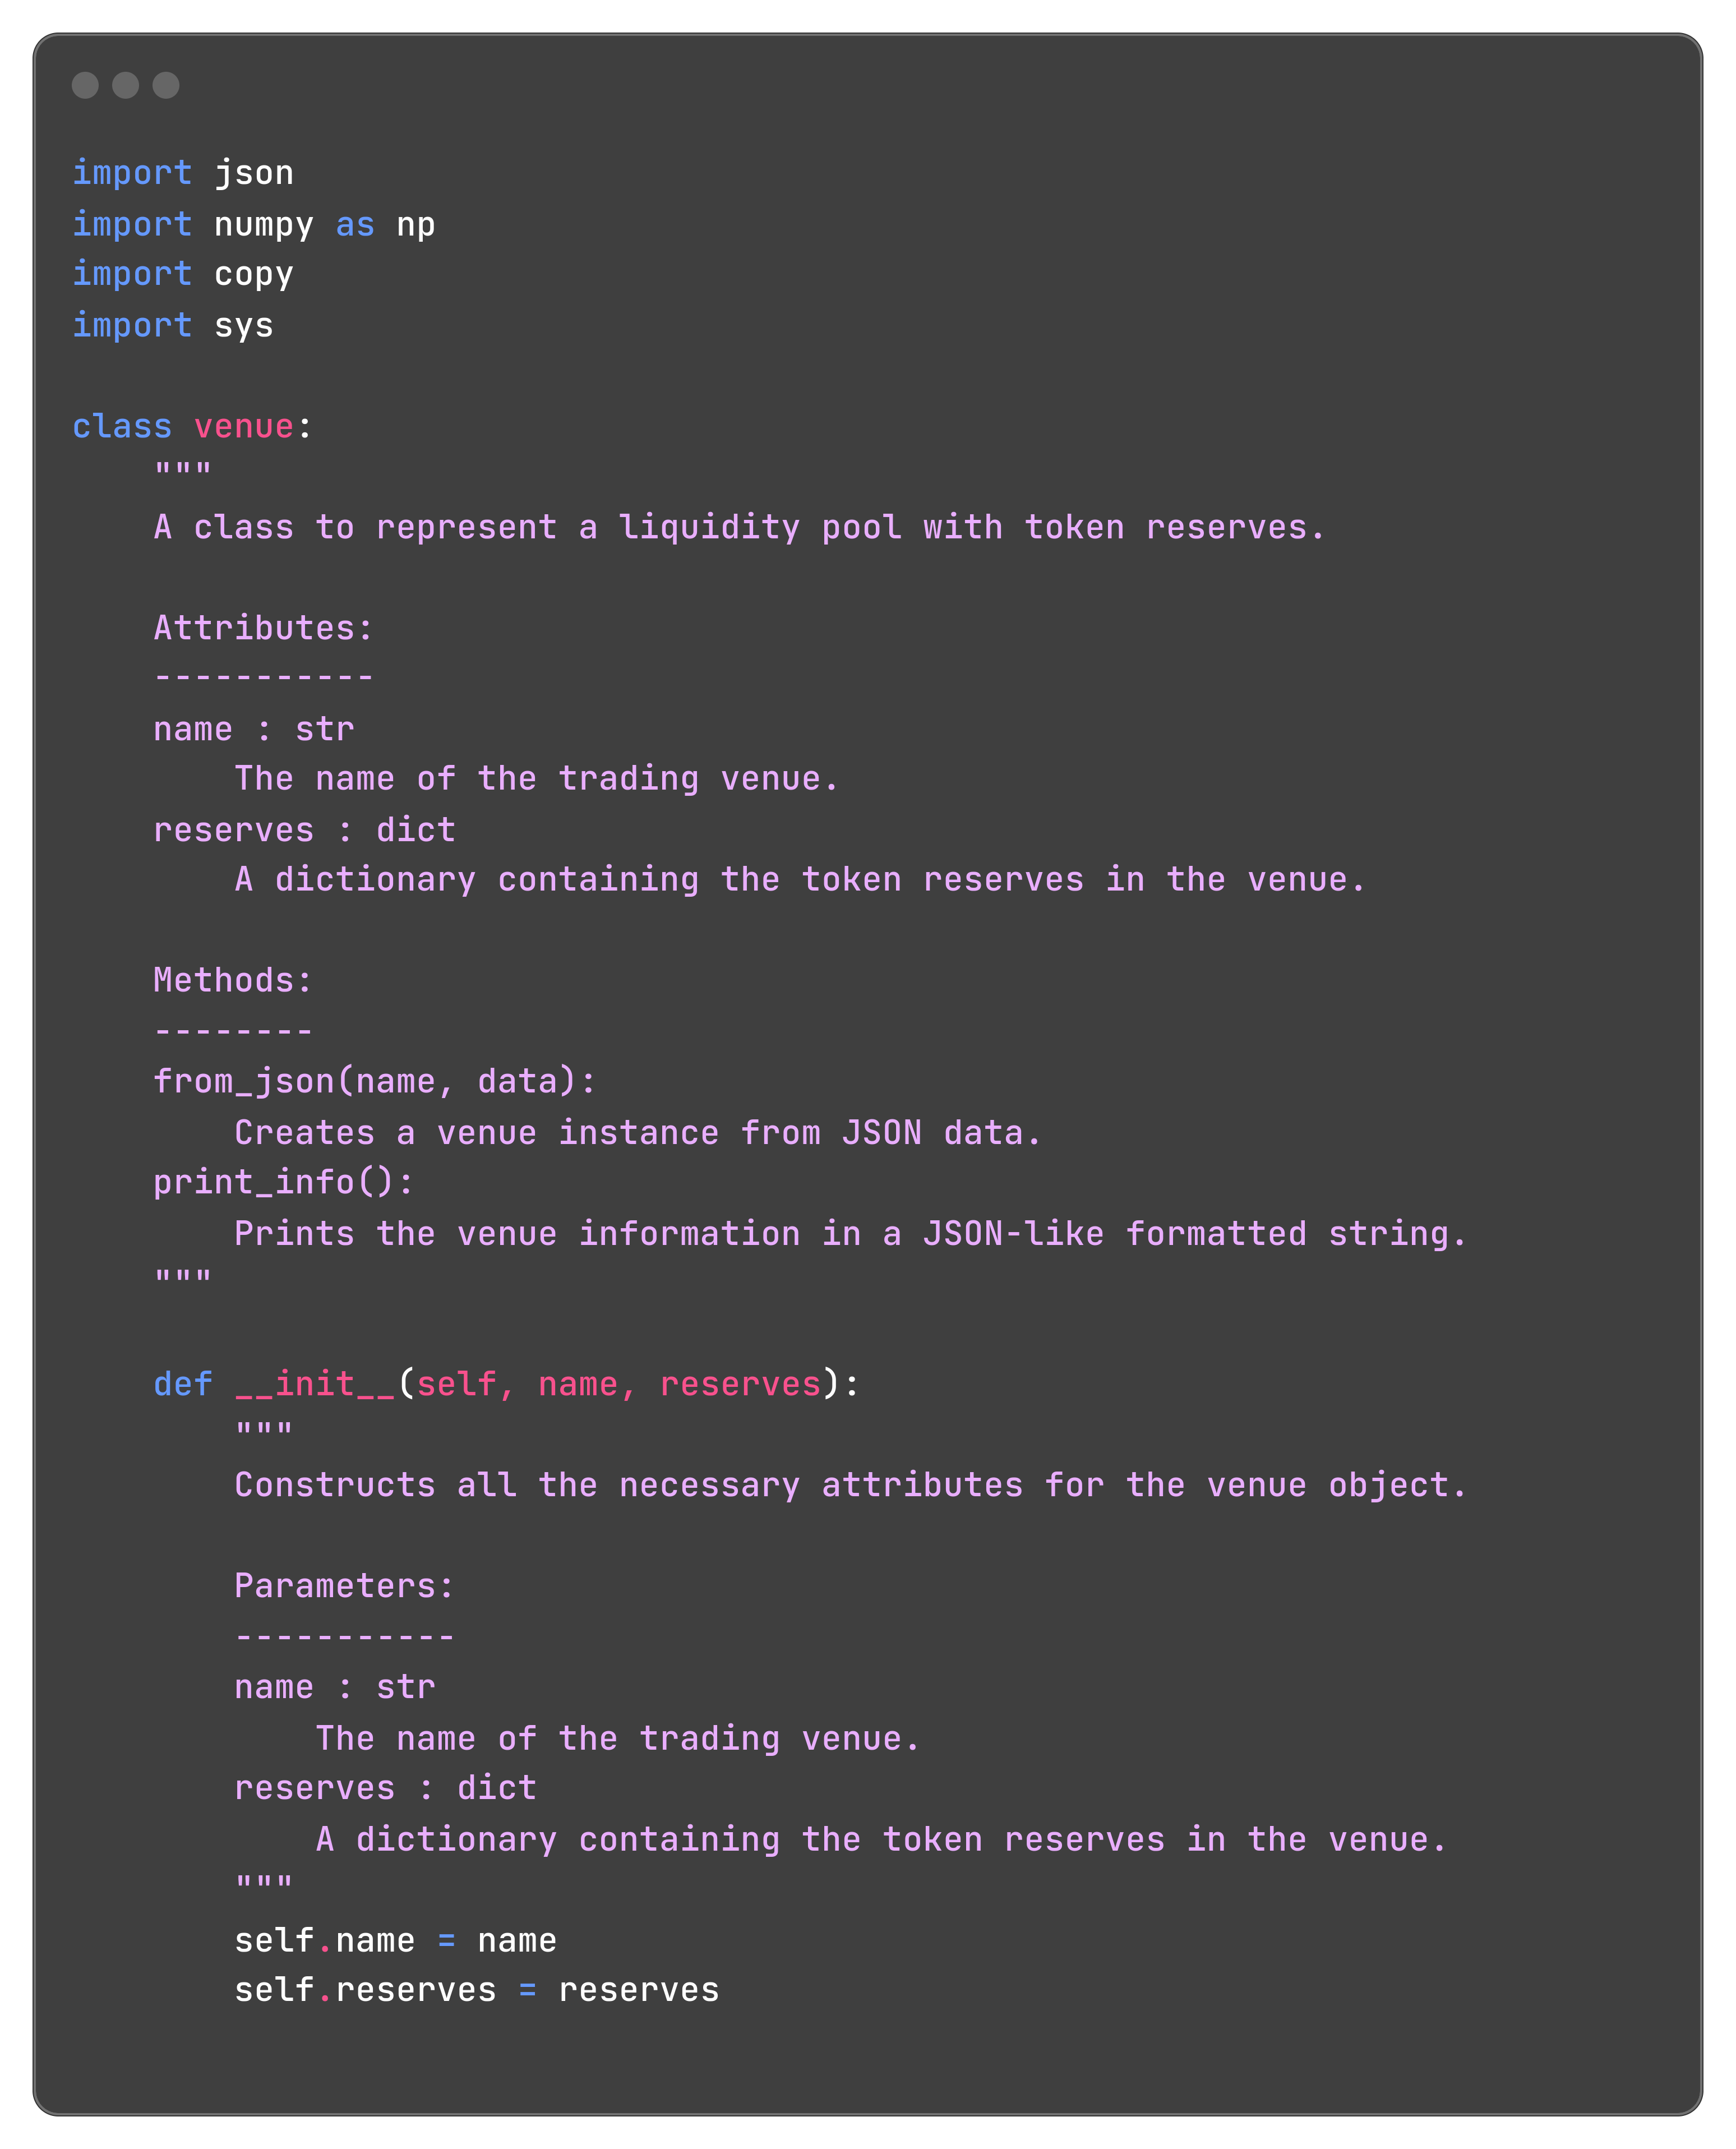 import json
import numpy as np
import copy
import sys

class venue:
    """
    A class to represent a liquidity pool with token reserves.

    Attributes:
    -----------
    name : str
        The name of the trading venue.
    reserves : dict
        A dictionary containing the token reserves in the venue.

    Methods:
    --------
    from_json(name, data):
        Creates a venue instance from JSON data.
    print_info():
        Prints the venue information in a JSON-like formatted string.
    """

    def __init__(self, name, reserves):
        """
        Constructs all the necessary attributes for the venue object.

        Parameters:
        -----------
        name : str
            The name of the trading venue.
        reserves : dict
            A dictionary containing the token reserves in the venue.
        """
        self.name = name
        self.reserves = reserves